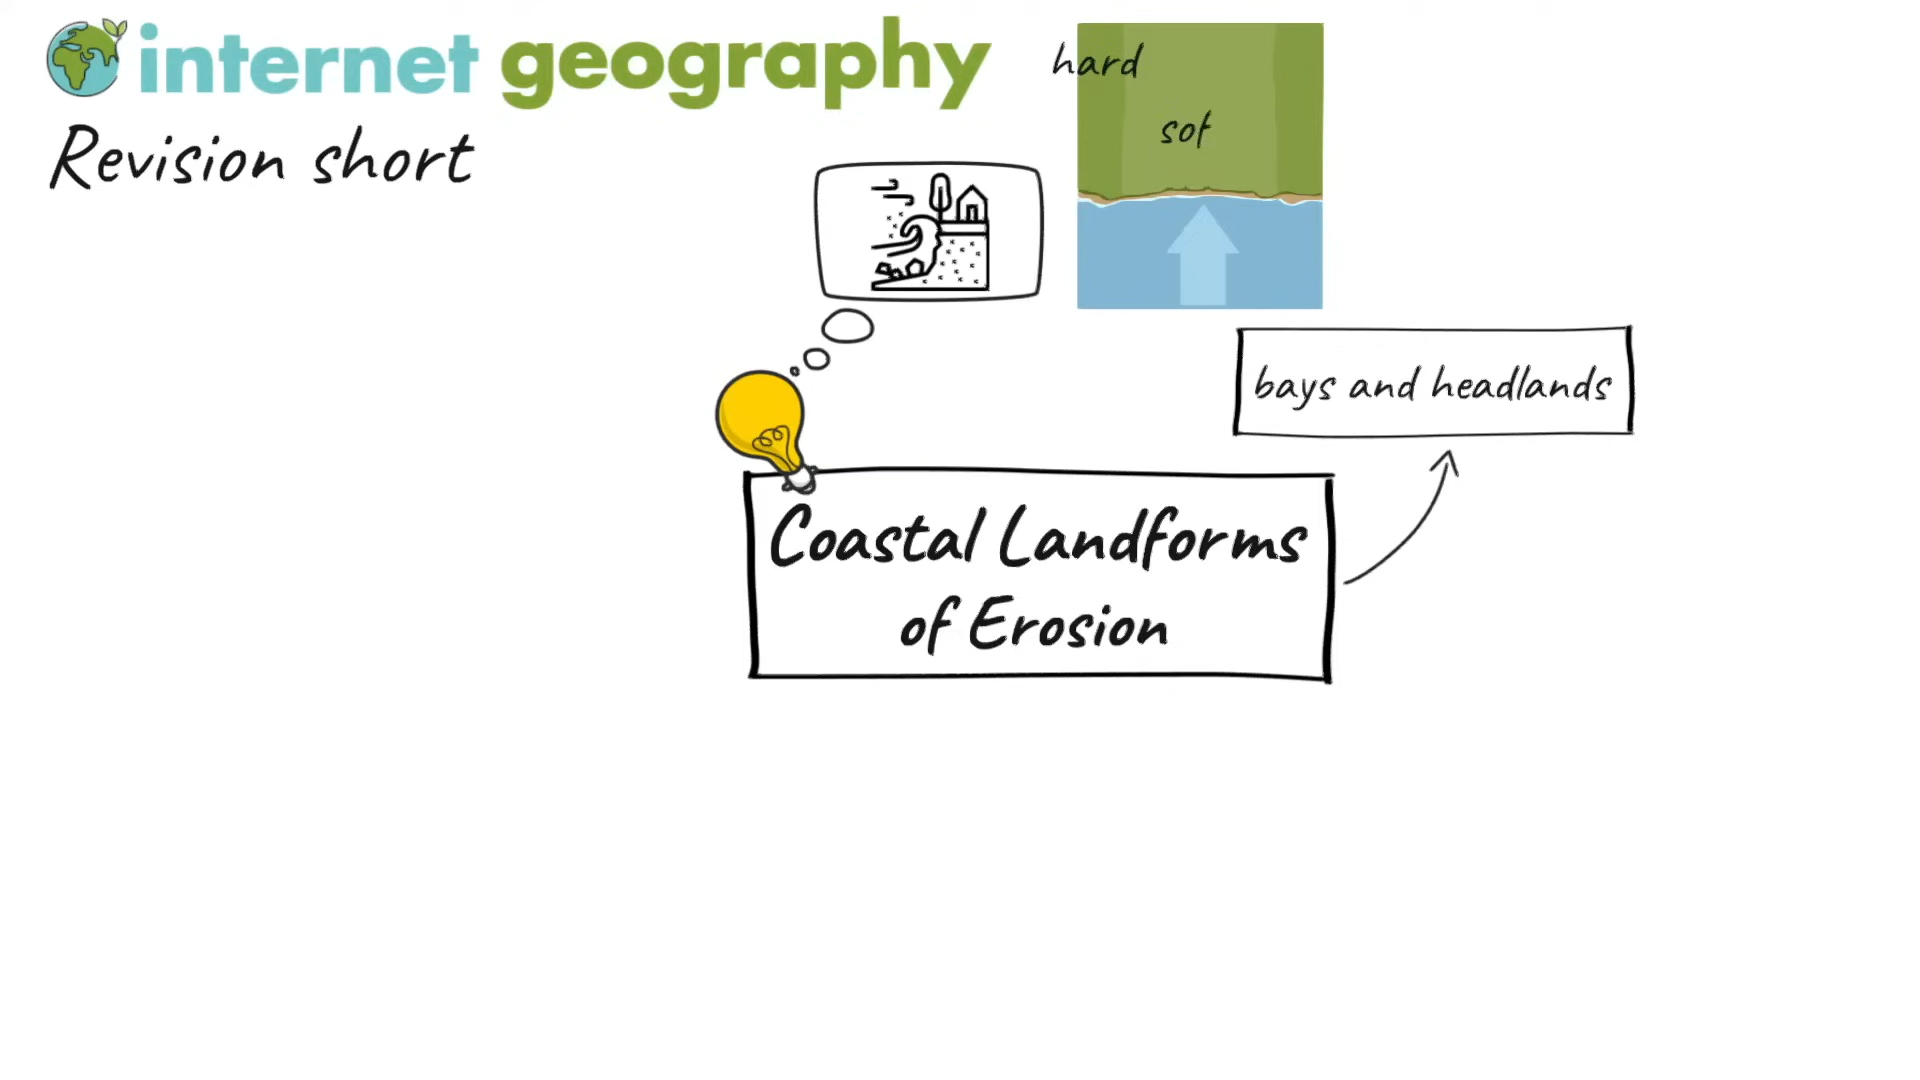 internet geography
Revision short
hard
sof
bays and headlands
Coastal Landforms
of Erosion